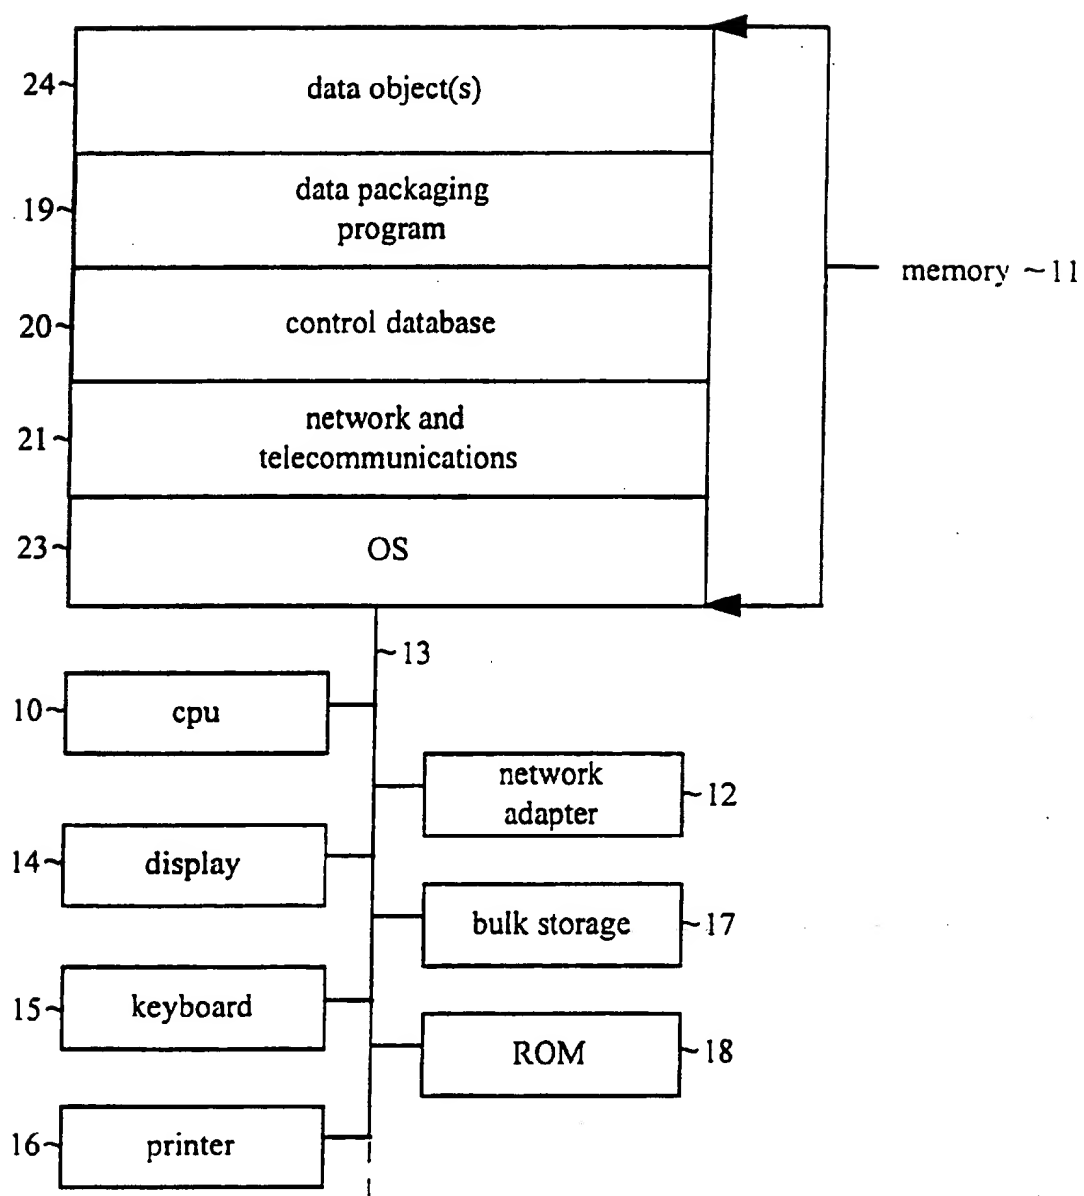 24~ data object(s)
19~ data packaging
program
memory ~11
20~ control database
21~ network and
telecommunications
23~ OS
~13
10~ cpu
network
adapter ~12
14~ display
bulk storage ~17
15~ keyboard
ROM ~18
16~ printer